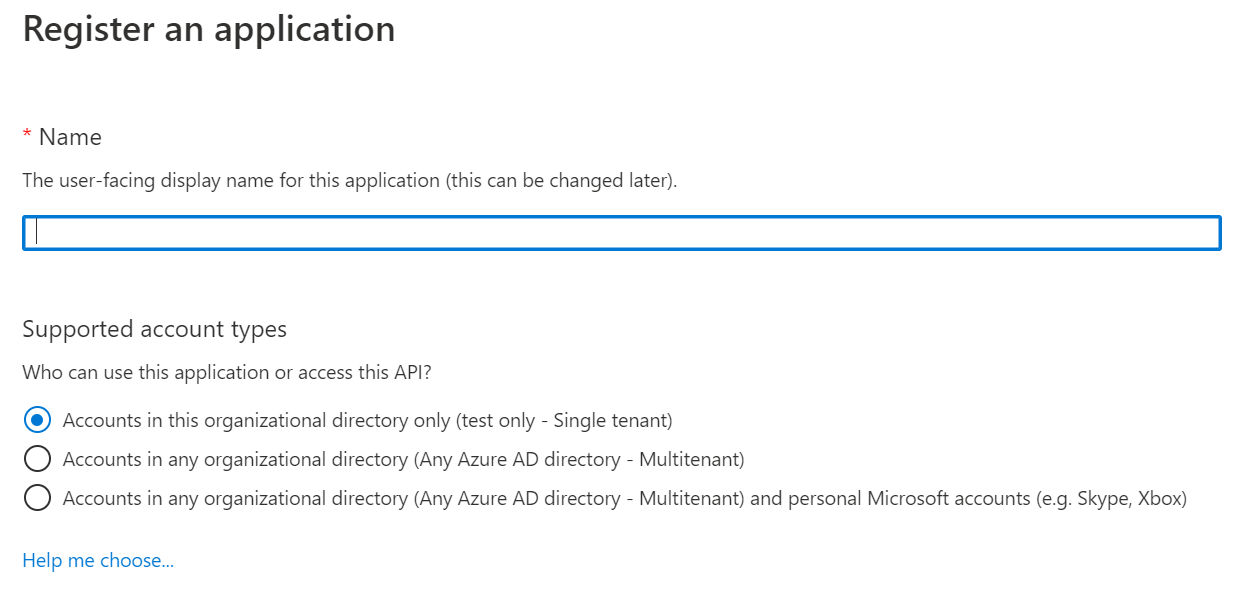 Register an application
* Name
The user-facing display name for this application (this can be changed later).
Supported account types
Who can use this application or access this API?
Accounts in this organizational directory only (test only - Single tenant)
Accounts in any organizational directory (Any Azure AD directory - Multitenant)
Accounts in any organizational directory (Any Azure AD directory - Multitenant) and personal Microsoft accounts (e.g. Skype, Xbox)
Help me choose...